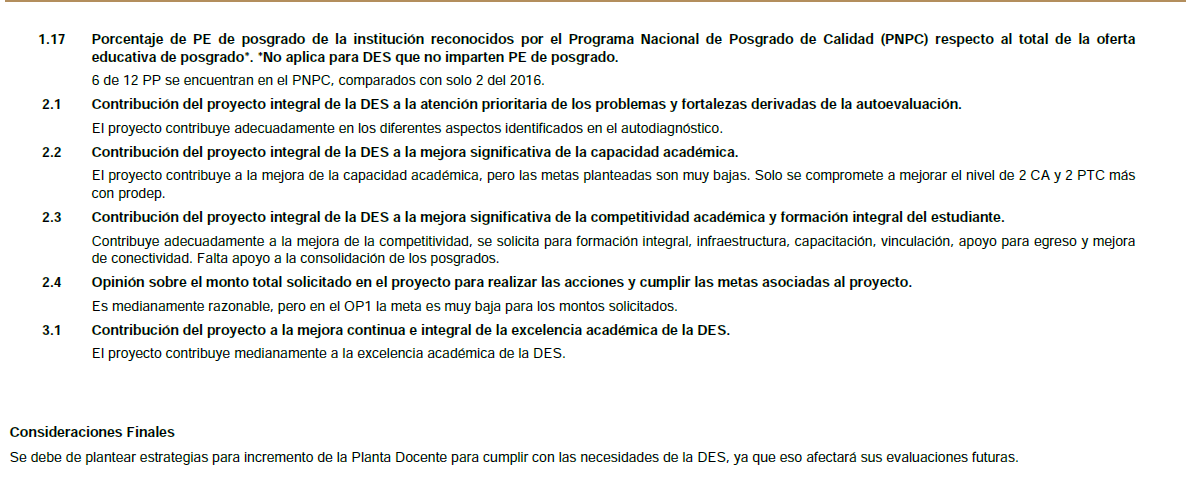 1.17 Porcentaje de PE de posgrado de la institución reconocidos por el Programa Nacional de Posgrado de Calidad (PNPC) respecto al total de la oferta
educativa de posgrado*. *No aplica para DES que no imparten PE de posgrado.
6 de 12 PP se encuentran en el PNPC, comparados con solo 2 del 2016.
2.1 Contribución del proyecto integral de la DES a la atención prioritaria de los problemas y fortalezas derivadas de la autoevaluación.
El proyecto contribuye adecuadamente en los diferentes aspectos identificados en el autodiagnóstico.
2.2 Contribución del proyecto integral de la DES a la mejora significativa de la capacidad académica.
El proyecto contribuye a la mejora de la capacidad académica, pero las metas planteadas son muy bajas. Solo se compromete a mejorar el nivel de 2 CA y 2 PTC más
con prodep.
2.3 Contribución del proyecto integral de la DES a la mejora significativa de la competitividad académica y formación integral del estudiante.
Contribuye adecuadamente a la mejora de la competitividad, se solicita para formación integral, infraestructura, capacitación, vinculación, apoyo para egreso y mejora
de conectividad. Falta apoyo a la consolidación de los posgrados.
2.4 Opinión sobre el monto total solicitado en el proyecto para realizar las acciones y cumplir las metas asociadas al proyecto.
Es medianamente razonable, pero en el OP1 la meta es muy baja para los montos solicitados.
3.1 Contribución del proyecto a la mejora continua e integral de la excelencia académica de la DES.
El proyecto contribuye medianamente a la excelencia académica de la DES.
Consideraciones Finales
Se debe de plantear estrategias para incremento de la Planta Docente para cumplir con las necesidades de la DES, ya que eso afectará sus evaluaciones futuras.